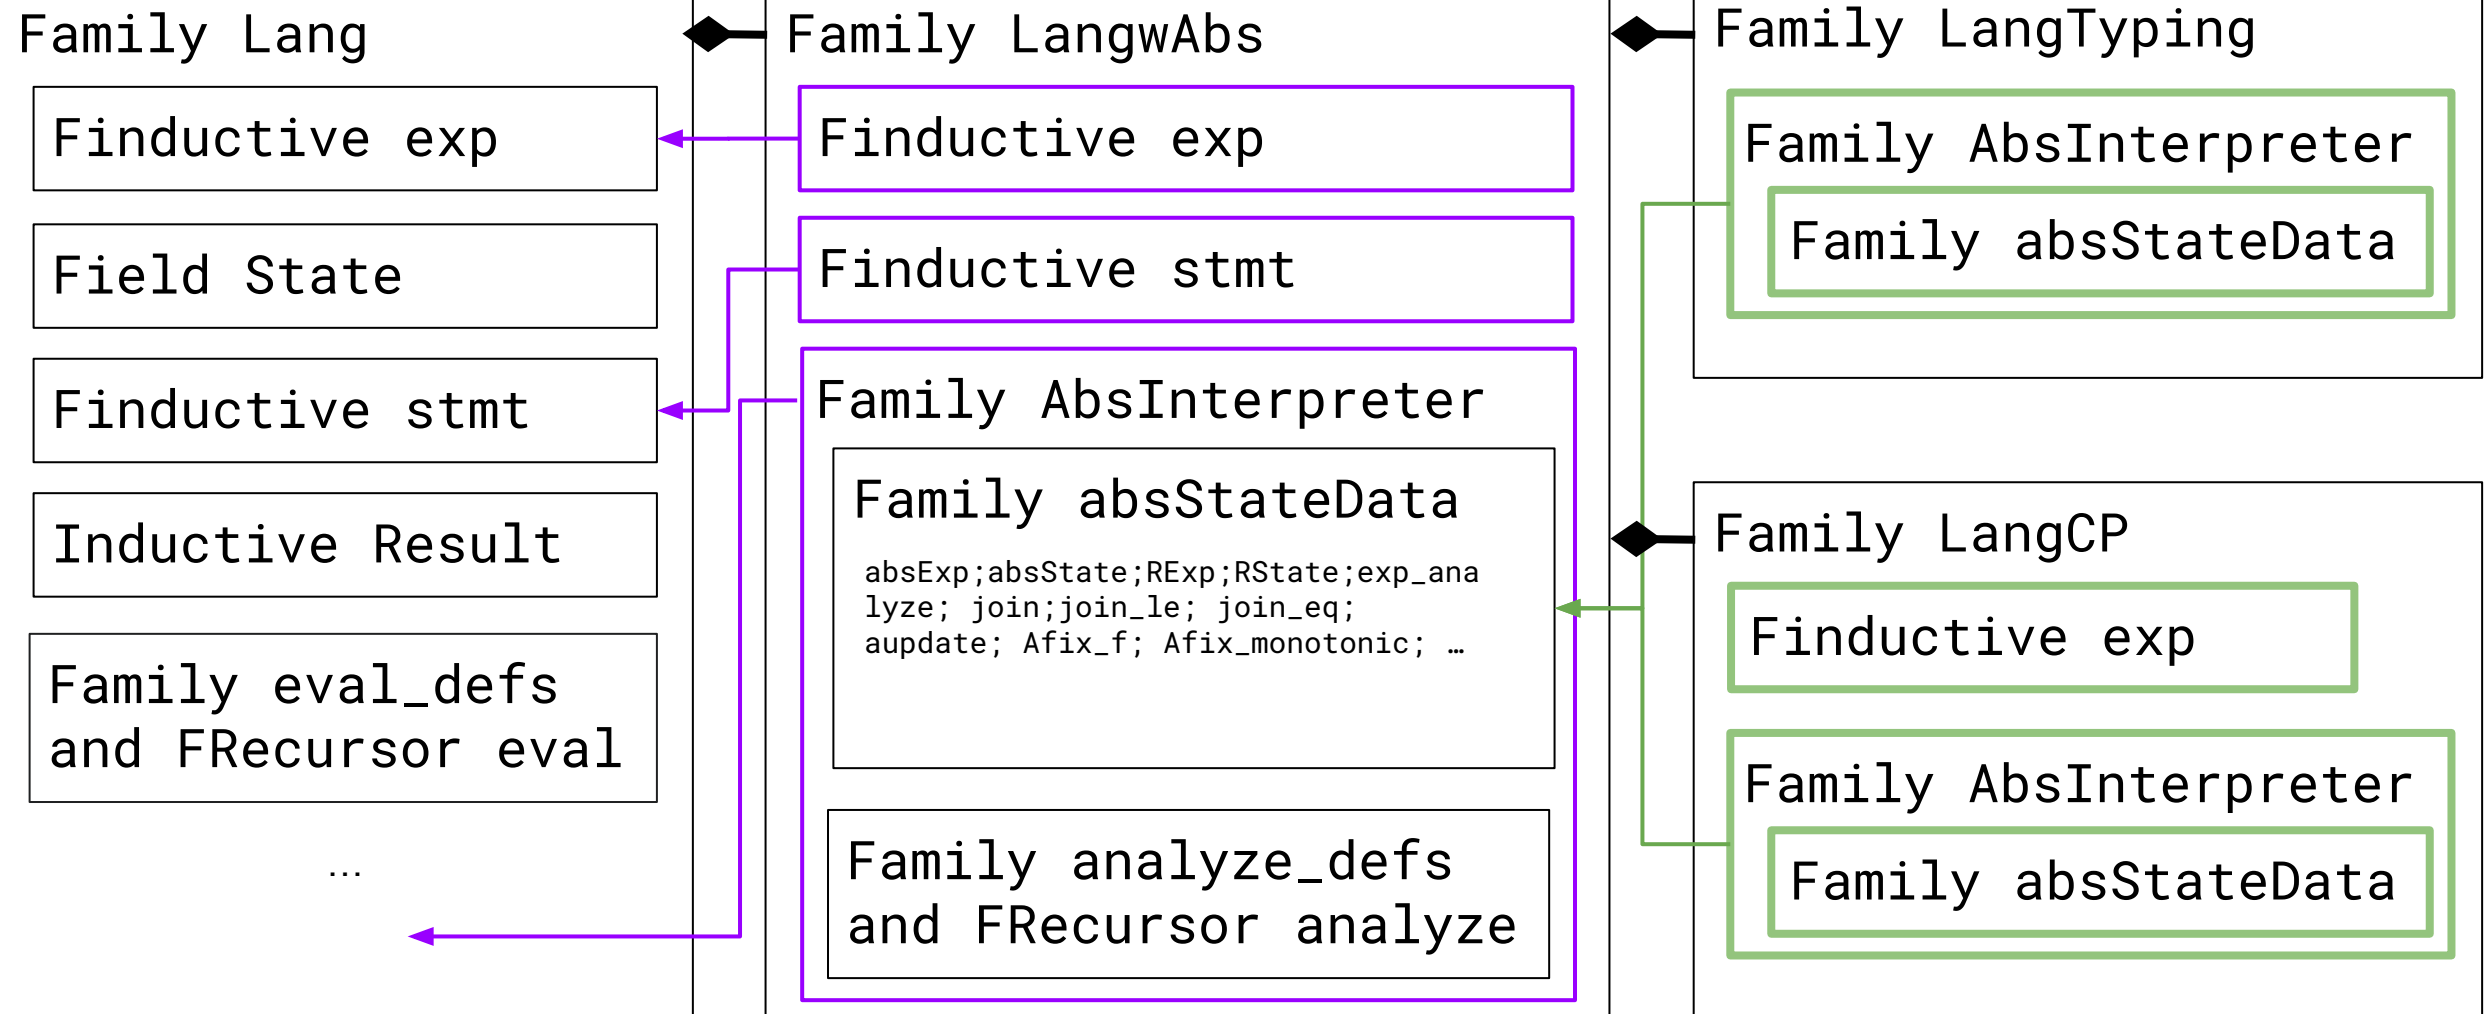 Family Lang
Finductive exp
Field State
Finductive stmt
Inductive Result
Family eval_defs
and FRecursor eval
...
Family LangwAbs
Finductive exp
Finductive stmt
Family AbsInterpreter
Family absStateData
absExp;absState;RExp;RState;exp_ana
lyze; join;join_le; join_eq;
aupdate; Afix_f; Afix_monotonic; …
Family analyze_defs
and FRecursor analyze
Family LangTyping
Family AbsInterpreter
Family absStateData
Family LangCP
Finductive exp
Family AbsInterpreter
Family absStateData